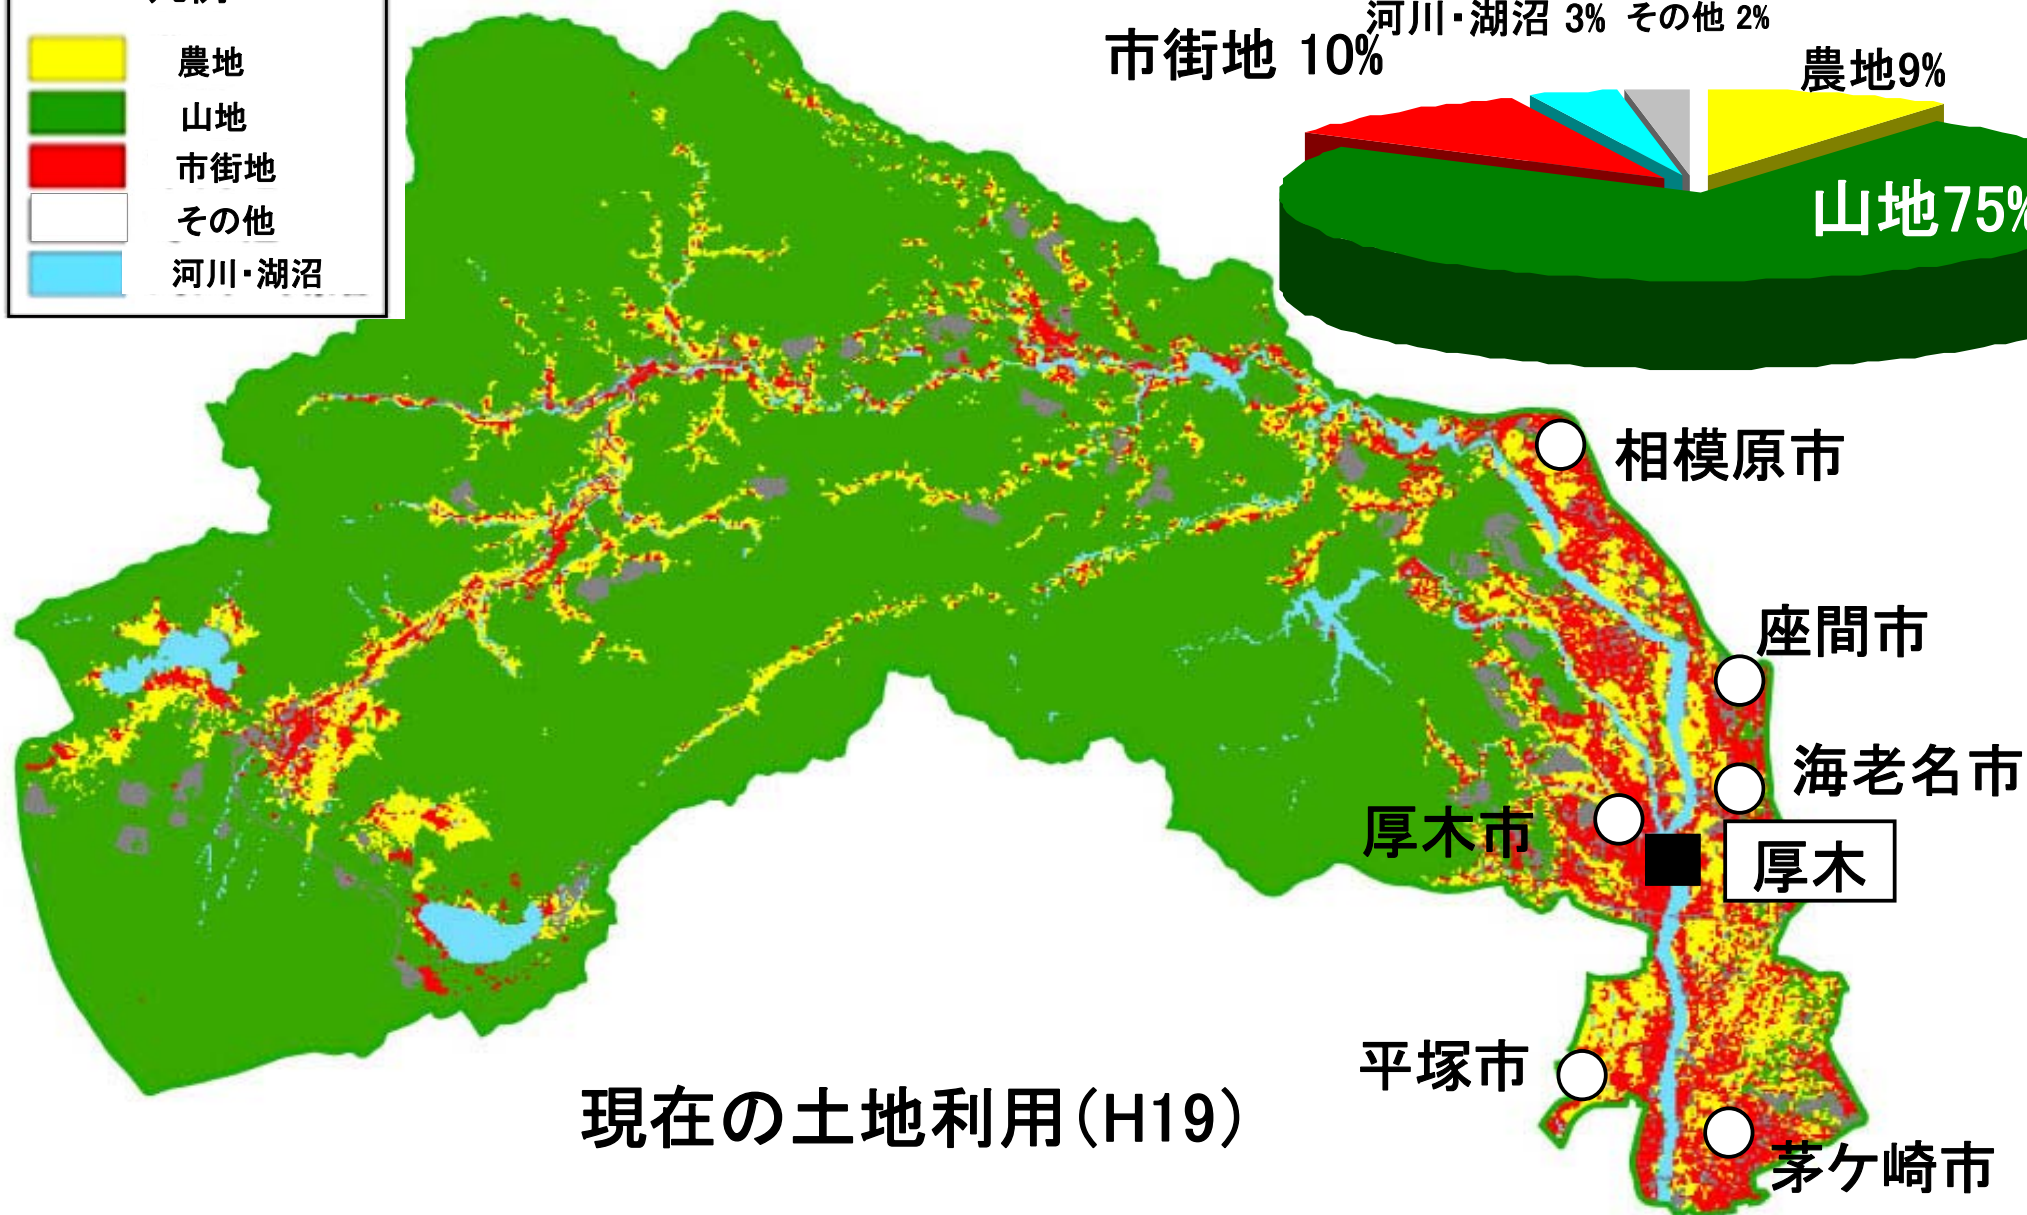 農地
山地
市街地
その他
河川・湖沼
市街地 10%
河川・湖沼 3% その他 2%
農地9%
山地75%
相模原市
座間市
海老名市
厚木市
厚木
平塚市
茅ケ崎市
現在の土地利用(H19)